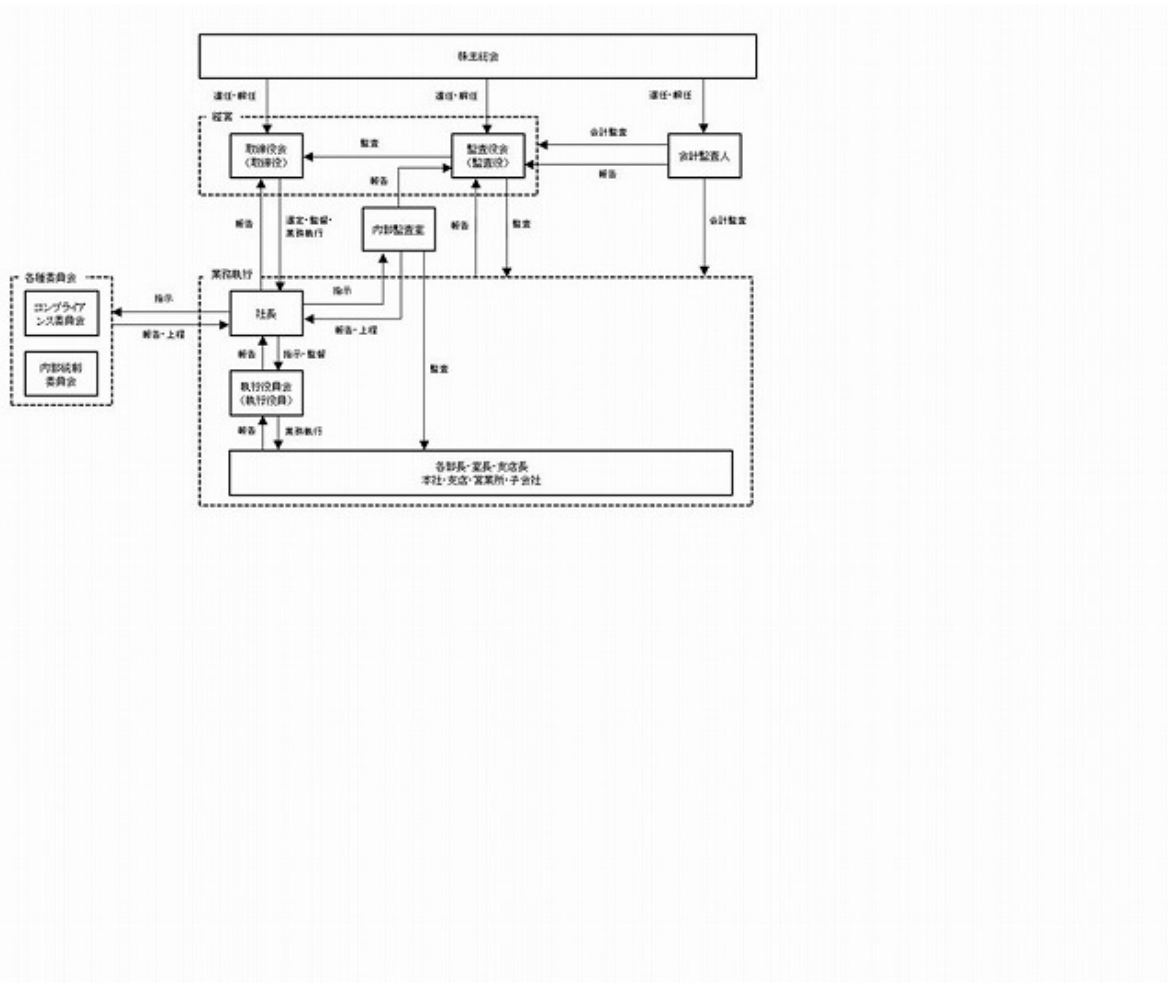 株主総会
選任・解任
選任・解任
選任・解任
経営
取締役会
（取締役）
監査
監査役会
（監査役）
会計監査
報告
会計監査人
報告
報告
選定・監督・
業務執行
内部監査室
報告
監査
会計監査
各種委員会
コンプライア
ンス委員会
内部統制
委員会
指示
報告・上程
業務執行
社長
指示
報告・上程
報告
指示・監督
監査
執行役員会
（執行役員）
報告
業務執行
各部長・室長・支店長
本社・支店・営業所・子会社